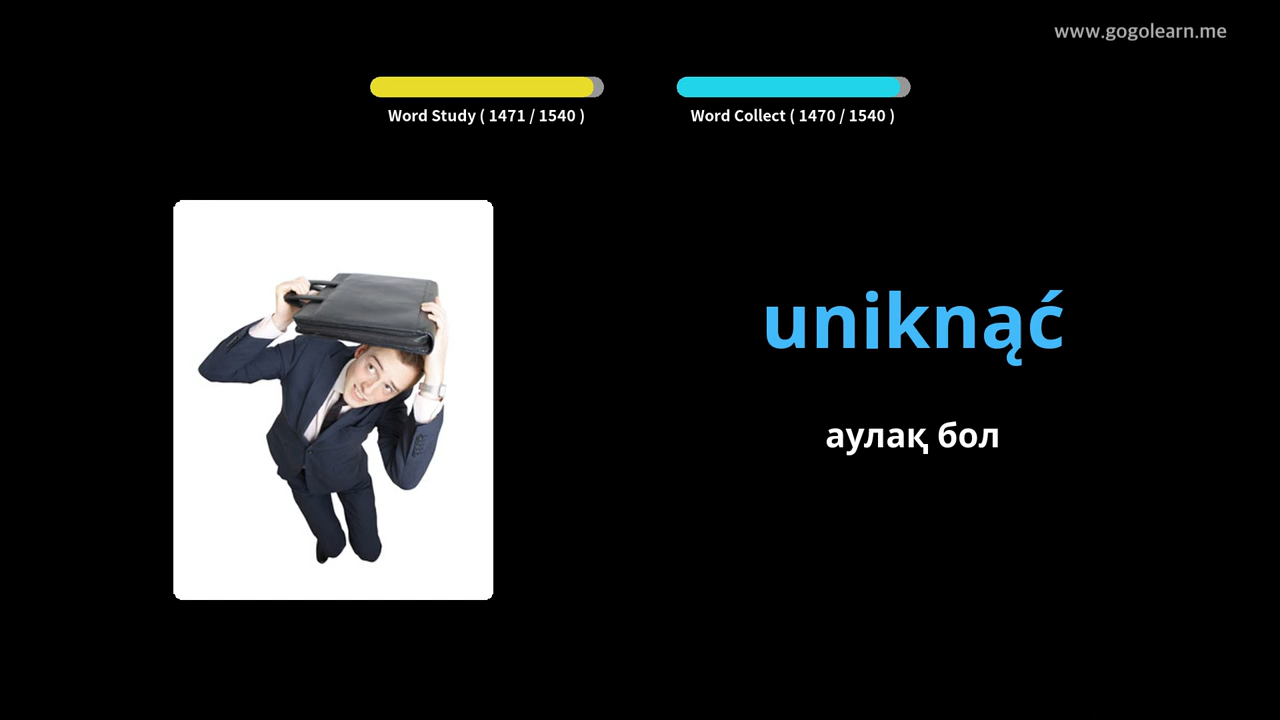 www.gogolearn.me
Word Study ( 1471 / 1540 )
Word Collect ( 1470 / 1540 )
uniknąć
аулақ бол